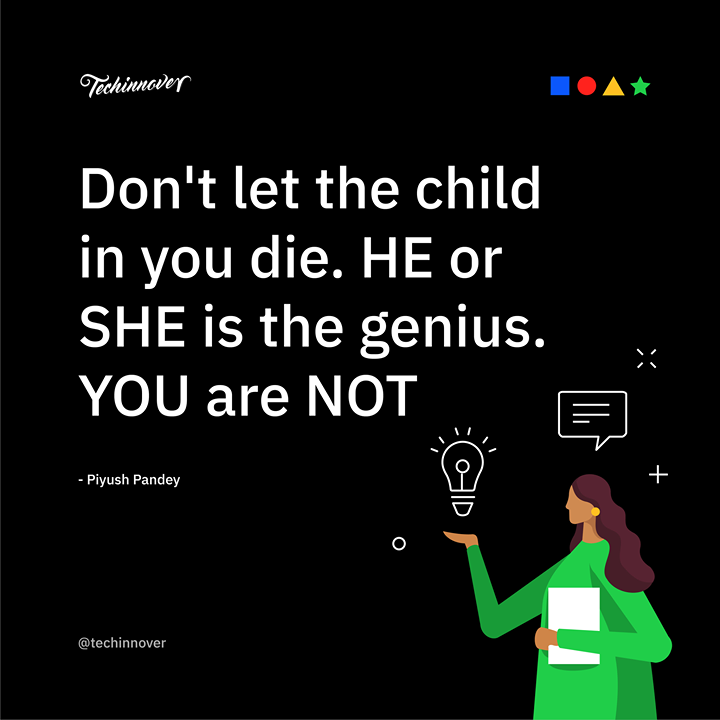 Techinnover
Don't let the child
in you die. HE or
SHE is the genius.
YOU are NOT
- Piyush Pandey
@techinnover